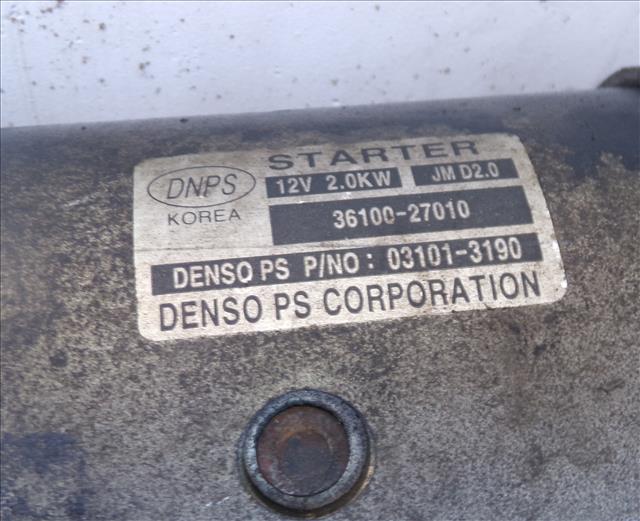 STARTER
DNPS
12V 2.0KW JM D2.0
KOREA
36100-27010
DENSO PS P/NO: 03101-3190
DENSO PS CORPORATION